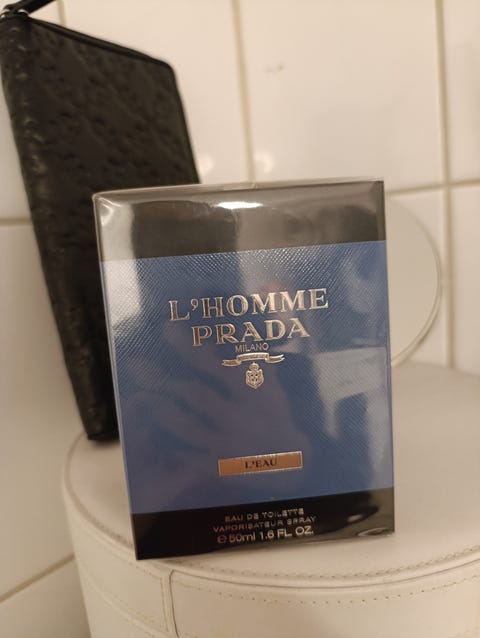 L'HOMME
PRADA
MILANO
L'EAU
EAU DE TOILETTE
VAPORISATEUR SPRAY
℮50ml 1.6 FL. OZ.